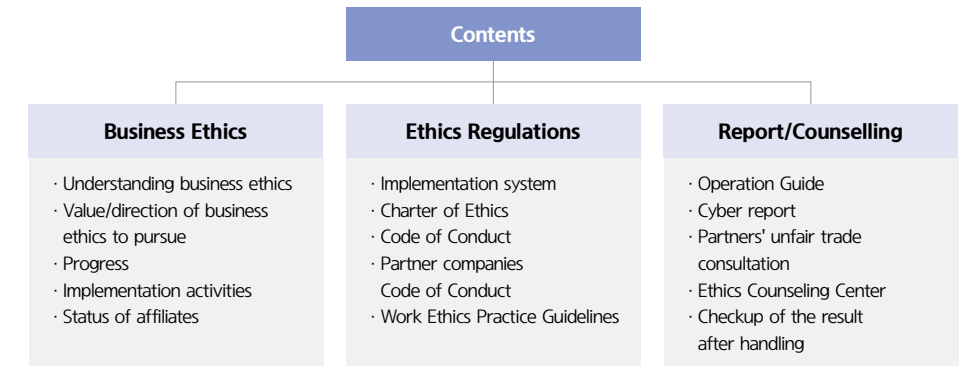 Contents
Business Ethics
· Understanding business ethics
· Value/direction of business
ethics to pursue
· Progress
· Implementation activities
· Status of affiliates
Ethics Regulations
· Implementation system
· Charter of Ethics
· Code of Conduct
· Partner companies
Code of Conduct
· Work Ethics Practice Guidelines
Report/Counselling
· Operation Guide
· Cyber report
· Partners' unfair trade
consultation
· Ethics Counseling Center
· Checkup of the result
after handling